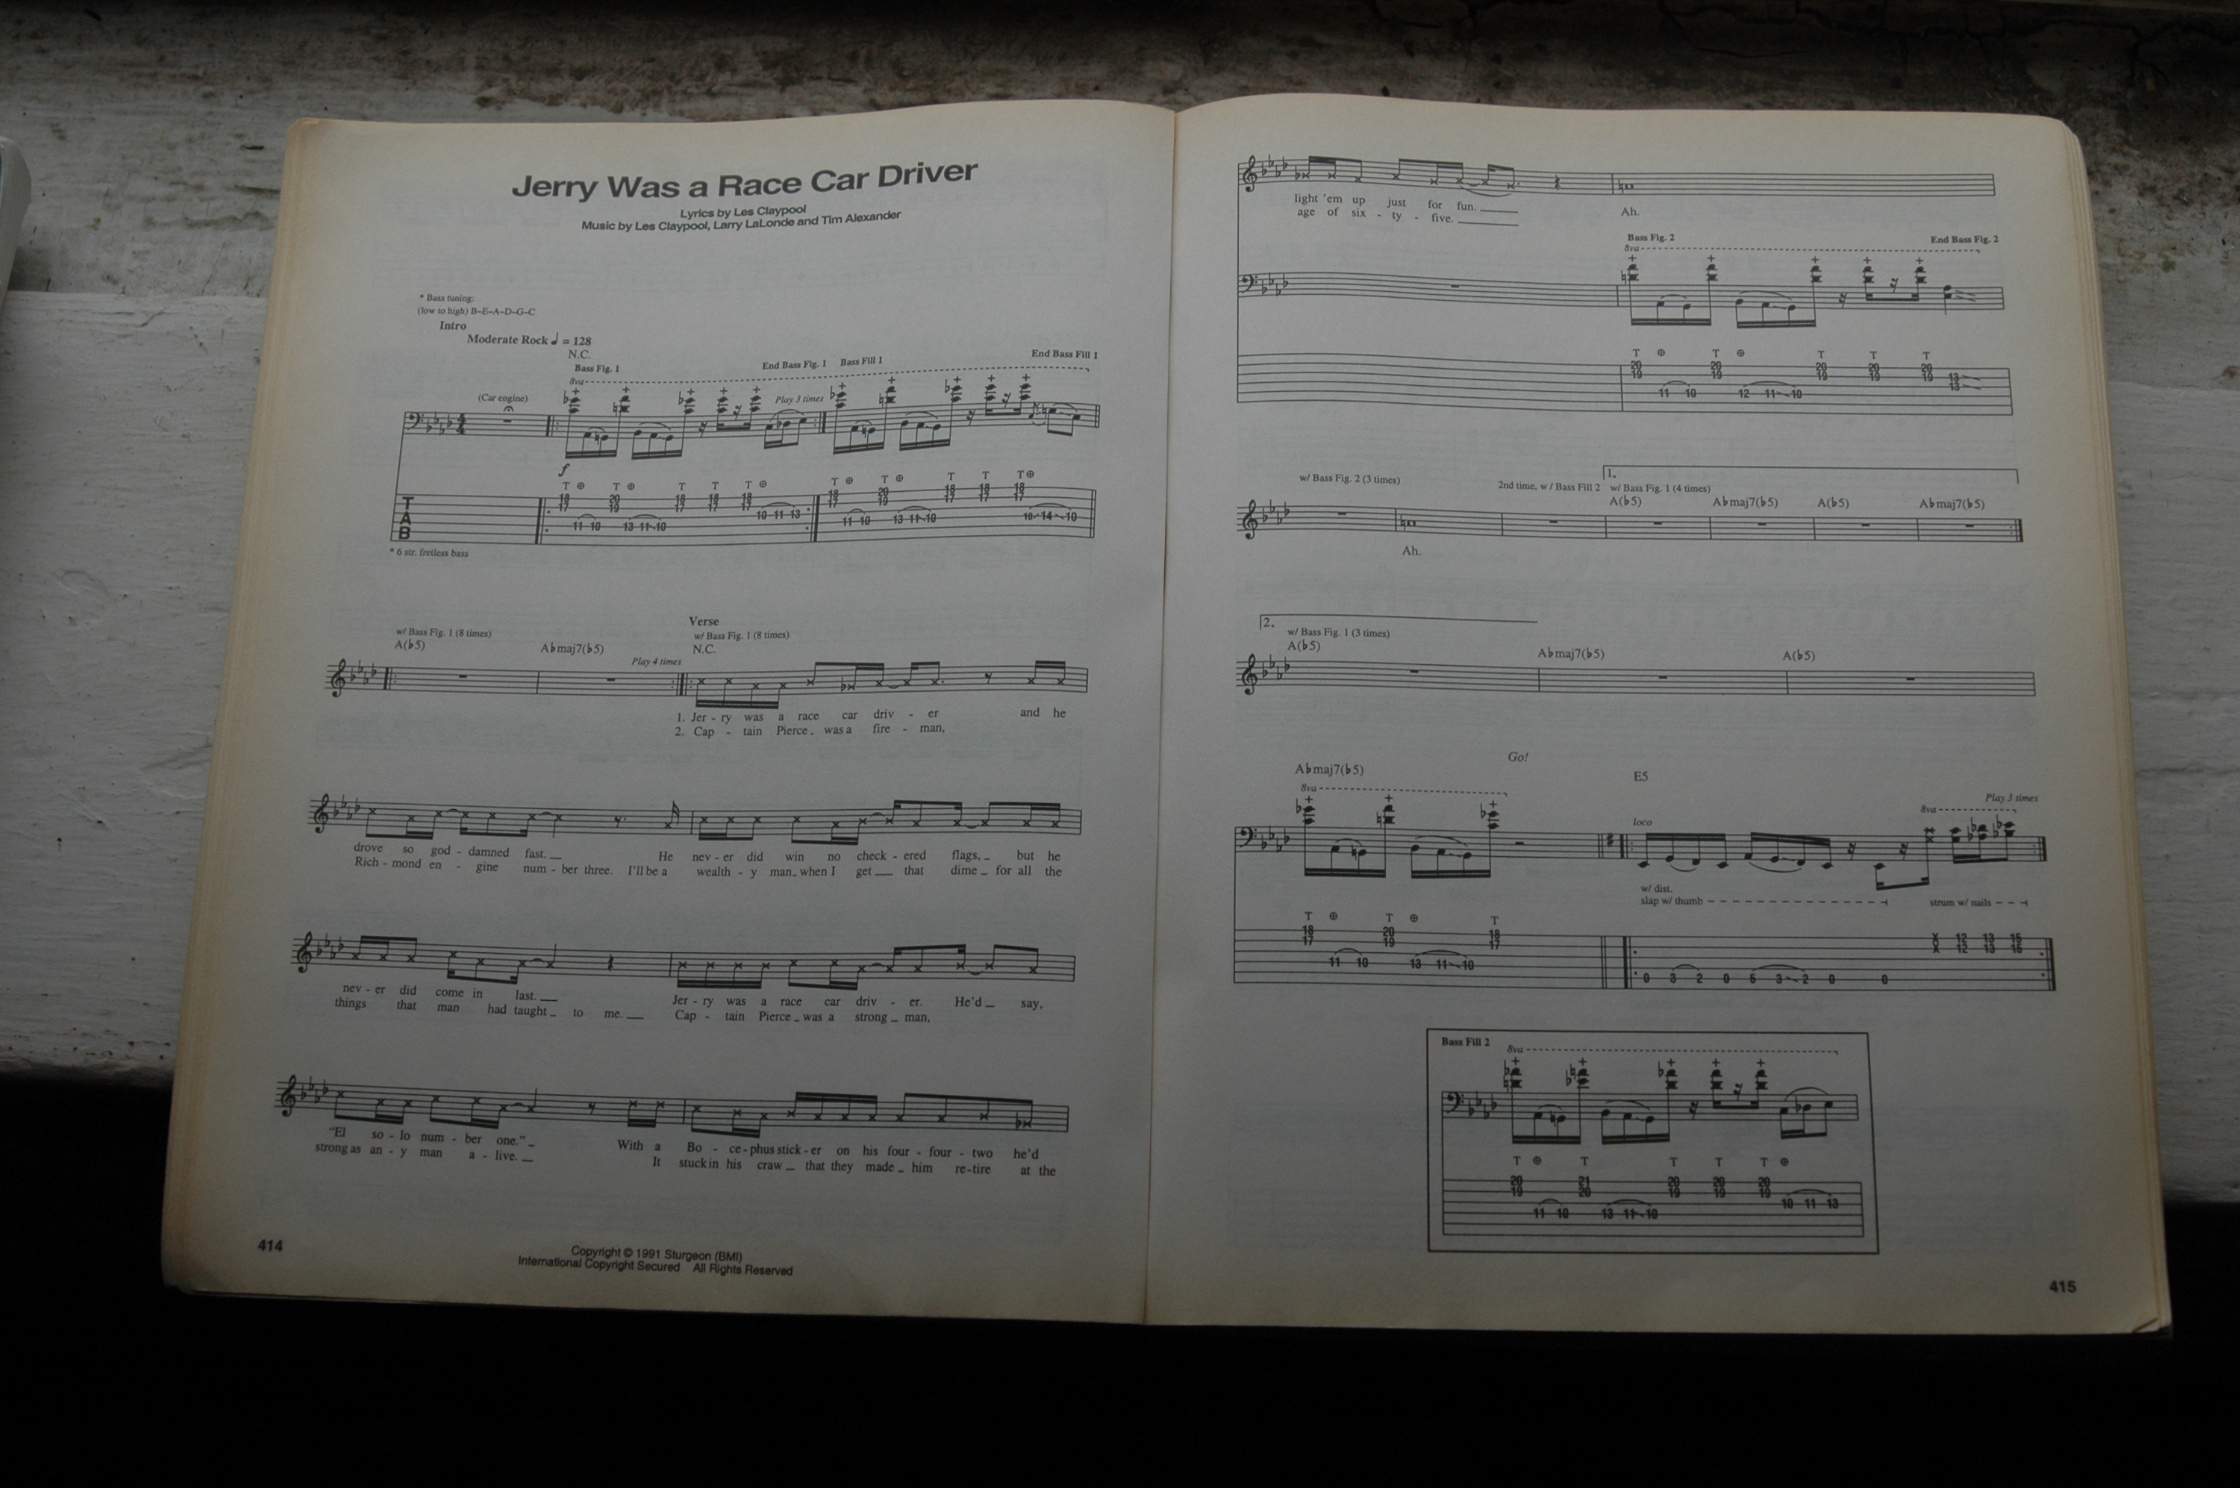 Jerry Was a Race Car Driver
Lyrics by Les Claypool
Music by Les Claypool, Larry LaLonde and Tim Alexander
* Bass tuning:
(low to high) B–E–A–D–G–C
Intro
Moderate Rock ♩ = 128
N.C.
Bass Fig. 1 End Bass Fig. 1 Bass Fill 1 End Bass Fill 1
8va
(Car engine) Play 3 times
f
T ⊕ T ⊕ T T T ⊕ T ⊕ T ⊕ T T T ⊕
18 20 18 18 18 18 20 18 18 18
17 19 17 17 17 17 19 17 17 17
11 10 13 11 10 10 11 13 11 10 13 11 10 10 14 10
TAB
* 6 str. fretless bass
Verse
w/ Bass Fig. 1 (8 times) w/ Bass Fig. 1 (8 times)
A(♭5) A♭maj7(♭5) Play 4 times N.C.
1. Jer - ry was a race car driv - er and he
2. Cap - tain Pierce was a fire - man,
drove so god - damned fast. He nev - er did win no check - ered flags, but he
Rich - mond en - gine num - ber three. I'll be a wealth - y man when I get that dime for all the
nev - er did come in last. Jer - ry was a race car driv - er. He'd say,
things that man had taught to me. Cap - tain Pierce was a strong man,
"El so - lo num - ber one." With a Bo - ce - phus stick - er on his four - four - two he'd
strong as an - y man a - live. It stuck in his craw that they made him re - tire at the
414
Copyright © 1991 Sturgeon (BMI)
International Copyright Secured All Rights Reserved
light 'em up just for fun. Ah.
age of six - ty - five.
Bass Fig. 2 End Bass Fig. 2
8va
T ⊕ T ⊕ T T T
20 20 20 20 20
19 19 19 19 19 13
13
11 10 12 11 10
1.
w/ Bass Fig. 2 (3 times) 2nd time, w/ Bass Fill 2 w/ Bass Fig. 1 (4 times)
A(♭5) A♭maj7(♭5) A(♭5) A♭maj7(♭5)
Ah.
2.
w/ Bass Fig. 1 (3 times)
A(♭5) A♭maj7(♭5) A(♭5)
Go!
A♭maj7(♭5) E5
8va loco 8va Play 3 times
w/ dist.
slap w/ thumb strum w/ nails
T ⊕ T ⊕ T
18 20 18 X 12 13 15
17 19 17 X 12 13 15
11 10 13 11 10
0 3 2 0 5 3 2 0 0
Bass Fill 2
8va
T ⊕ T T T T ⊕
20 21 20 20 20
19 20 19 19 19
11 10 13 11 10 10 11 13
415